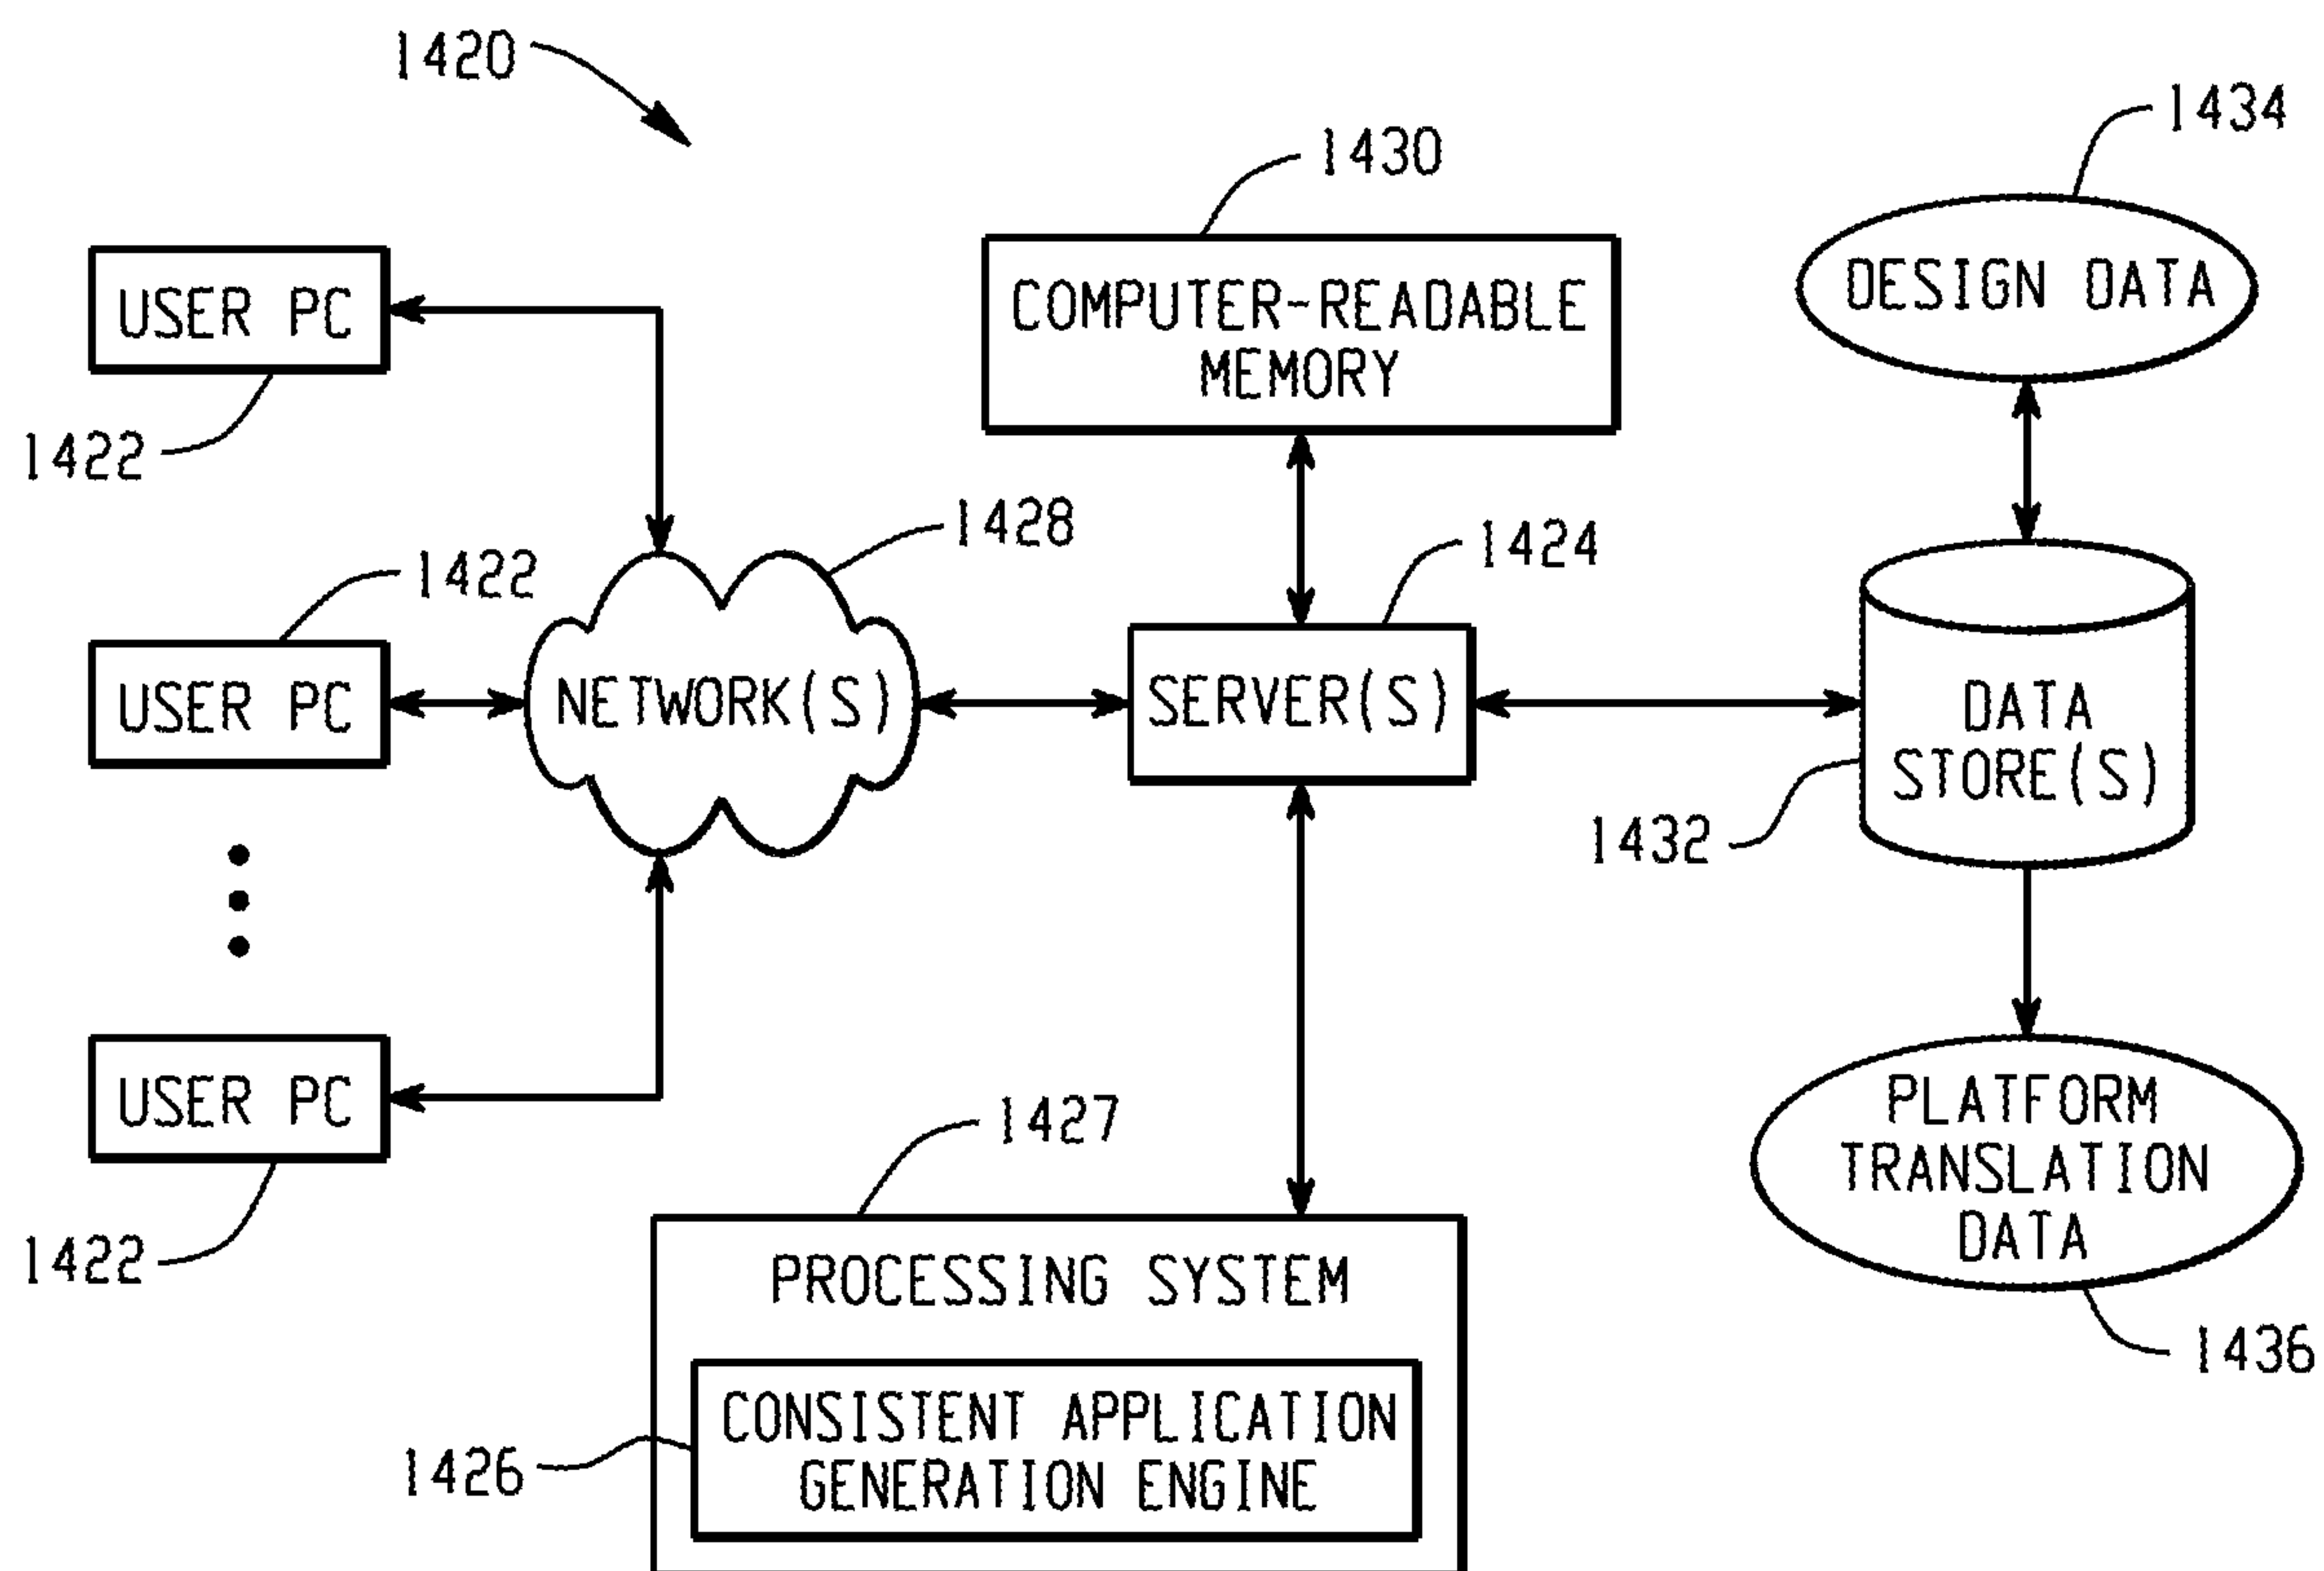 1420
1434
1430
USER PC
COMPUTER-READABLE
MEMORY
DESIGN DATA
1422
1428
1424
1422
USER PC
NETWORK(S)
SERVER(S)
DATA
STORE(S)
1432
USER PC
1427
PLATFORM
TRANSLATION
DATA
1422
PROCESSING SYSTEM
1436
CONSISTENT APPLICATION
GENERATION ENGINE
1426